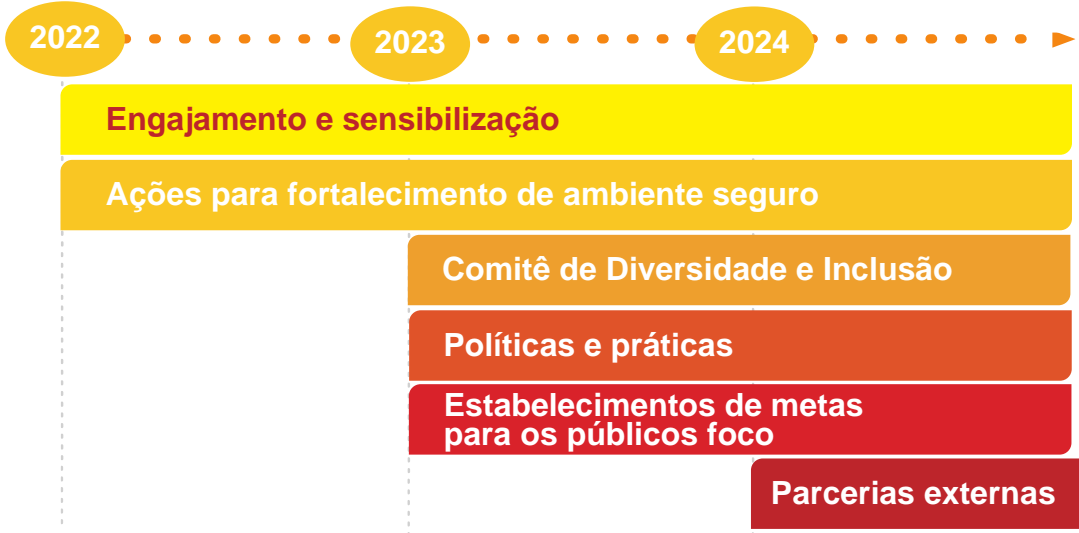 2022
2023
2024
Engajamento e sensibilização
Ações para fortalecimento de ambiente seguro
Comitê de Diversidade e Inclusão
Políticas e práticas
Estabelecimentos de metas
para os públicos foco
Parcerias externas